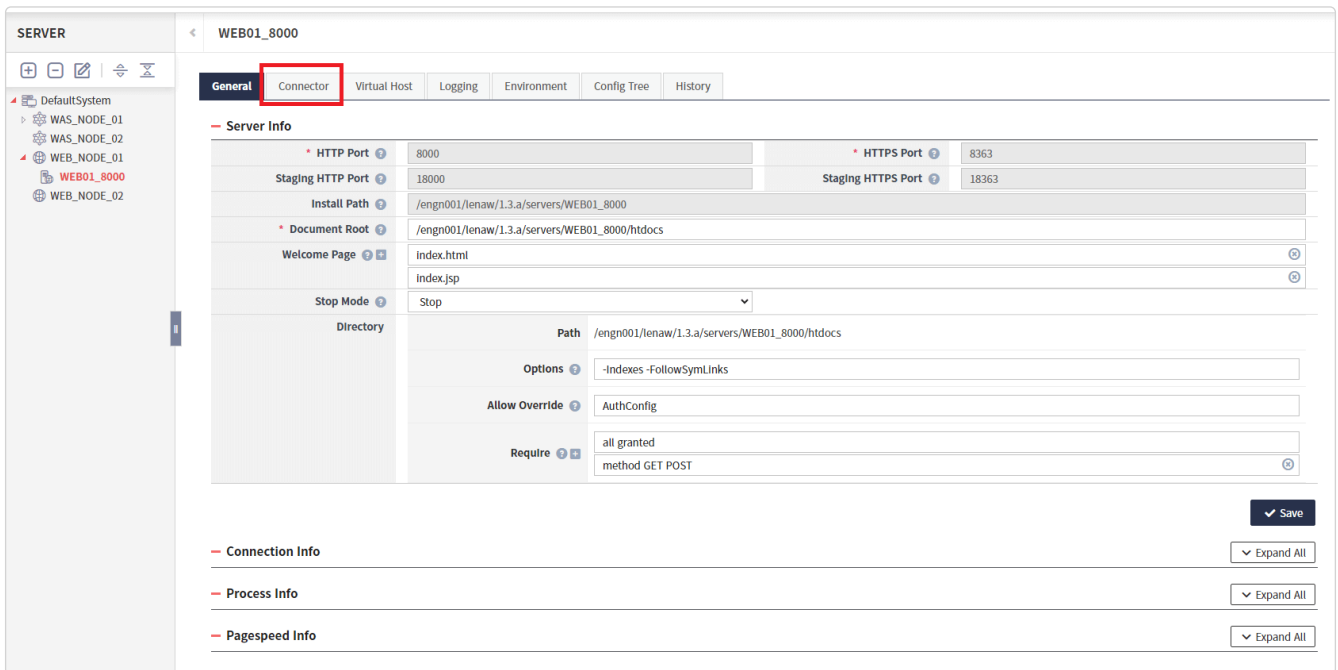 SERVER
WEB01_8000
General Connector Virtual Host Logging Environment Config Tree History
DefaultSystem
WAS_NODE_01
WAS_NODE_02
WEB_NODE_01
WEB01_8000
WEB_NODE_02
Server Info
* HTTP Port 8000 * HTTPS Port 8363
Staging HTTP Port 18000 Staging HTTPS Port 18363
Install Path /engn001/lenaw/1.3.a/servers/WEB01_8000
* Document Root /engn001/lenaw/1.3.a/servers/WEB01_8000/htdocs
Welcome Page index.html
index.jsp
Stop Mode Stop
Directory
Path /engn001/lenaw/1.3.a/servers/WEB01_8000/htdocs
Options -Indexes -FollowSymLinks
Allow Override AuthConfig
Require all granted
method GET POST
Save
Connection Info Expand All
Process Info Expand All
Pagespeed Info Expand All